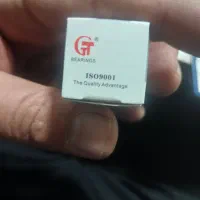 GT®
BEARINGS
ISO9001
The Quality Advantage